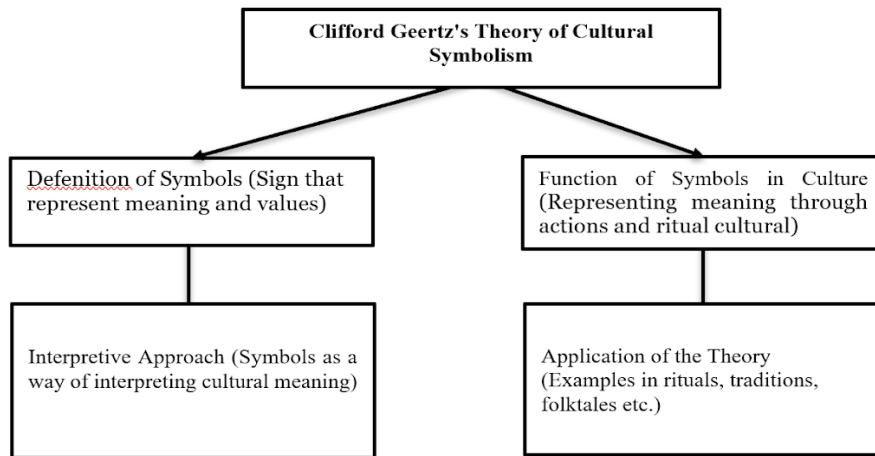 Clifford Geertz's Theory of Cultural
Symbolism
Defenition of Symbols (Sign that
represent meaning and values)
Function of Symbols in Culture
(Representing meaning through
actions and ritual cultural)
Interpretive Approach (Symbols as a
way of interpreting cultural meaning)
Application of the Theory
(Examples in rituals, traditions,
folktales etc.)